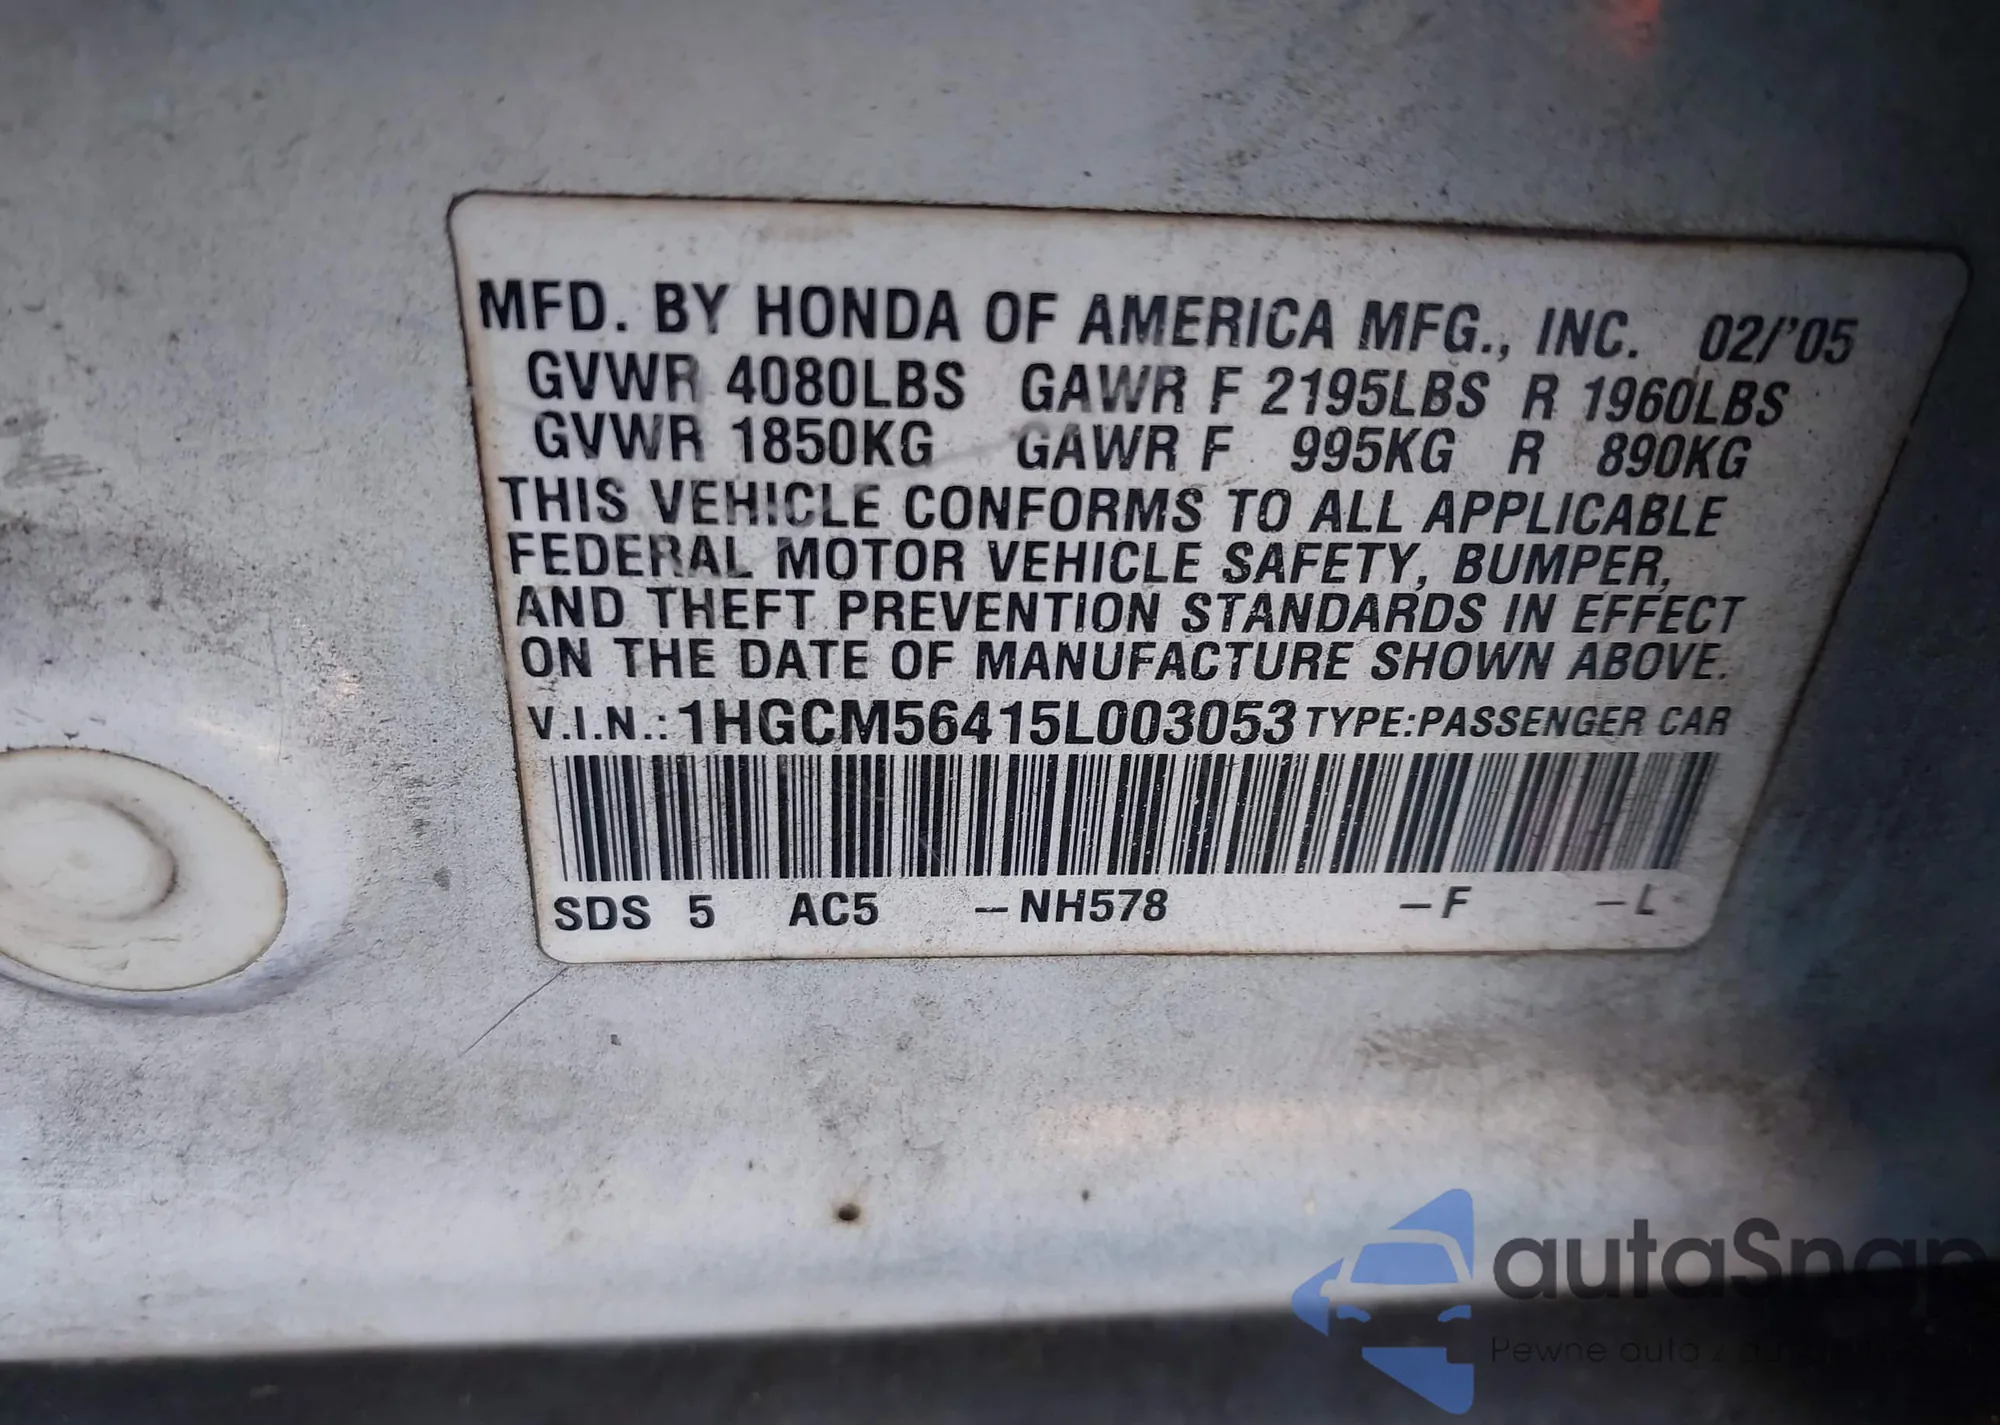 MFD. BY HONDA OF AMERICA MFG., INC. 02/'05
GVWR 4080LBS GAWR F 2195LBS R 1960LBS
GVWR 1850KG GAWR F 995KG R 890KG
THIS VEHICLE CONFORMS TO ALL APPLICABLE
FEDERAL MOTOR VEHICLE SAFETY, BUMPER,
AND THEFT PREVENTION STANDARDS IN EFFECT
ON THE DATE OF MANUFACTURE SHOWN ABOVE.
V.I.N.: 1HGCM56415L003053 TYPE:PASSENGER CAR
SDS 5 AC5 –NH578 –F –L
autaSnap
Pewne auto z